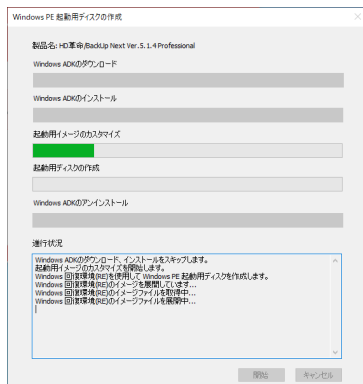 Windows PE 起動用ディスクの作成
製品名: HD革命/BackUp Next Ver.5.1.4 Professional
Windows ADKのダウンロード
Windows ADKのインストール
起動用イメージのカスタマイズ
起動用ディスクの作成
Windows ADKのアンインストール
進行状況
Windows ADKのダウンロード、インストールをスキップします。
起動用イメージのカスタマイズを開始します。
Windows 回復環境(RE)を使用して Windows PE 起動用ディスクを作成します。
Windows 回復環境(RE)のイメージを展開しています...
Windows 回復環境(RE)のイメージファイルを取得中...
Windows 回復環境(RE)のイメージファイルを展開中...
開始 キャンセル